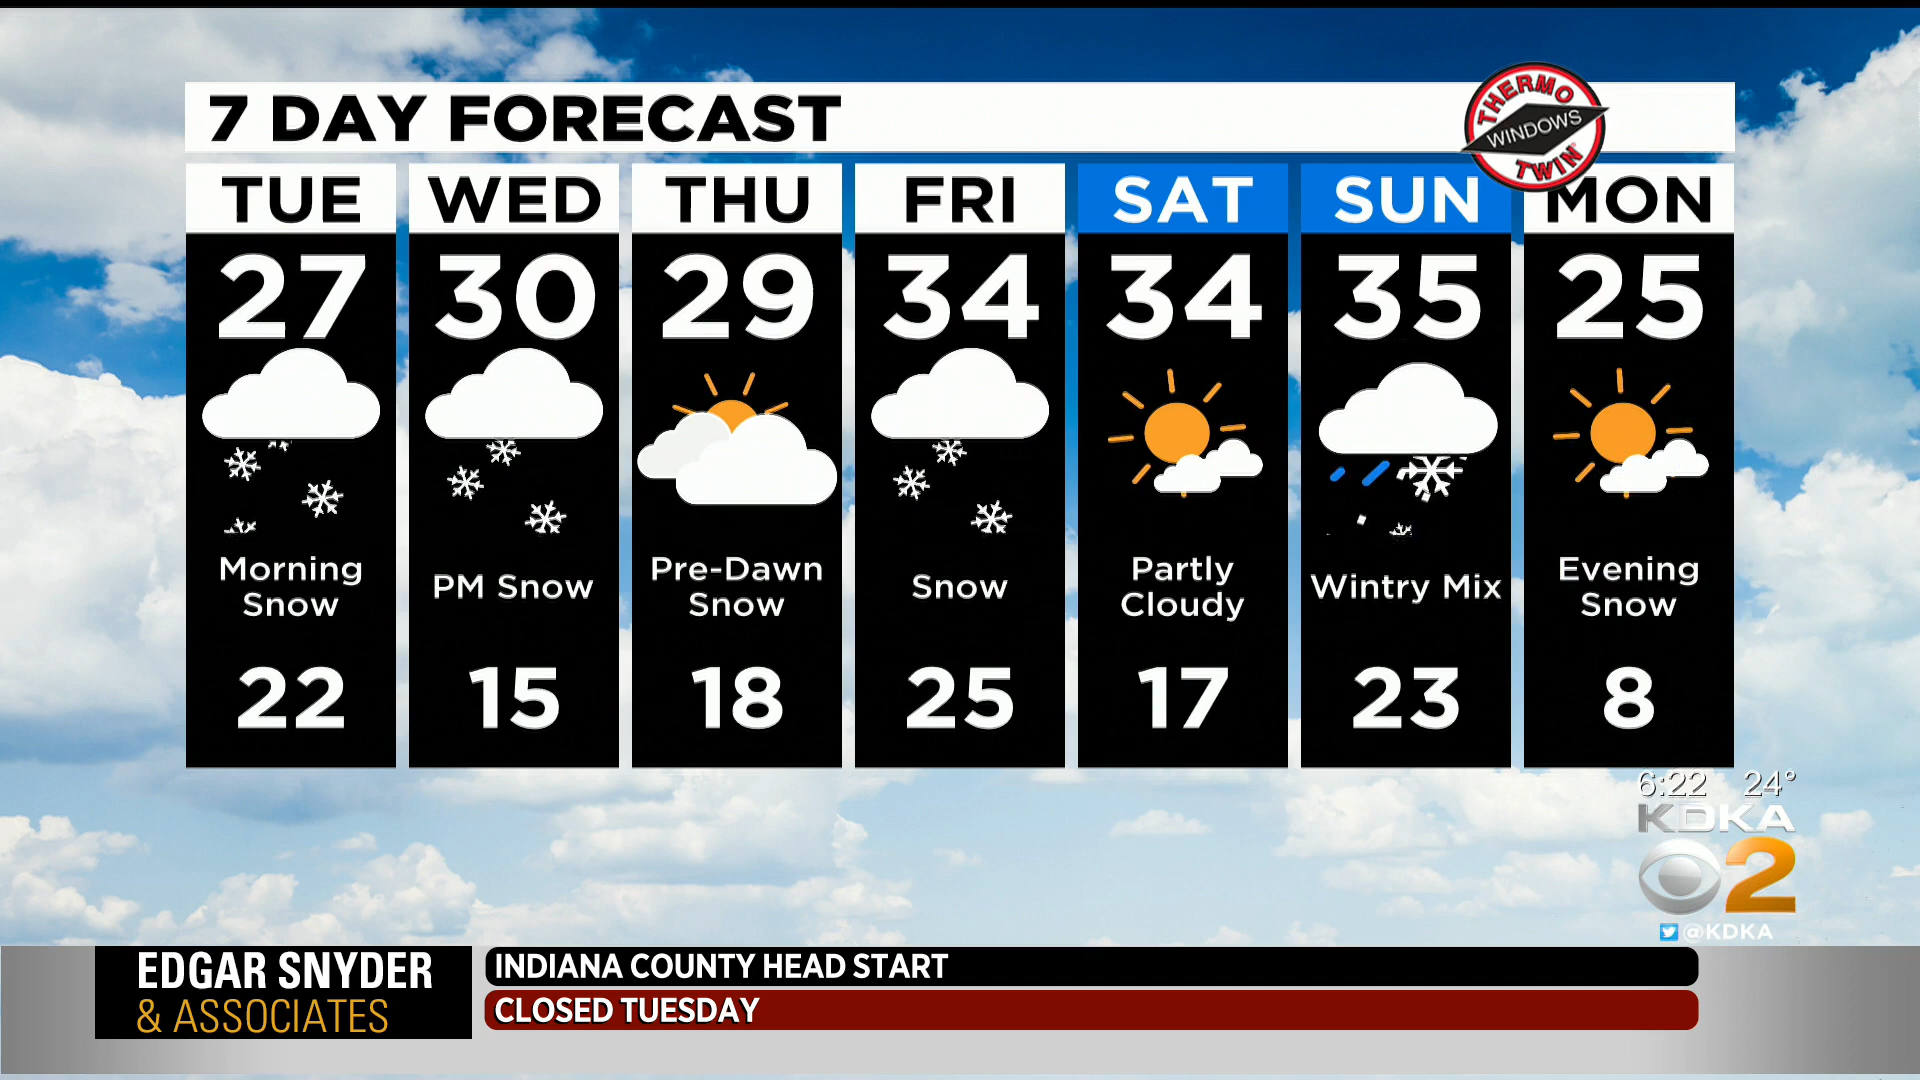 7 DAY FORECAST
THERMO
WINDOWS
TWIN
TUE WED THU FRI SAT SUN MON
27 30 29 34 34 35 25
Morning
Snow
PM Snow
Pre-Dawn
Snow
Snow
Partly
Cloudy
Wintry Mix
Evening
Snow
22 15 18 25 17 23 8
6:22 24°
KDKA
2
@KDKA
EDGAR SNYDER
& ASSOCIATES
INDIANA COUNTY HEAD START
CLOSED TUESDAY